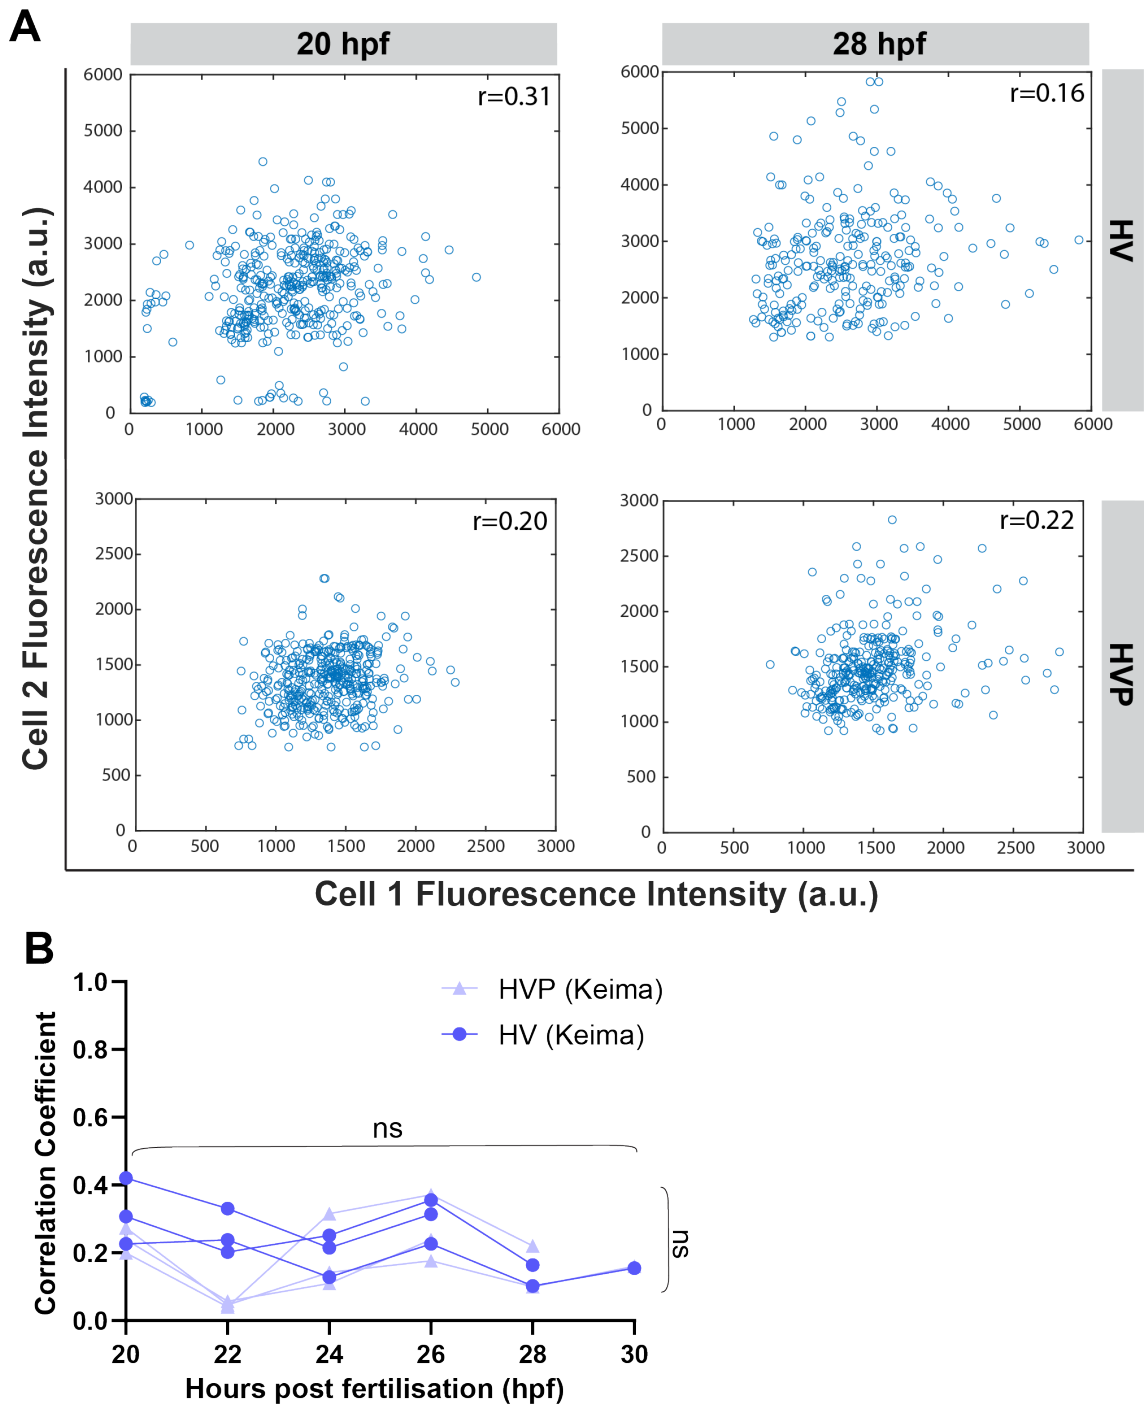 A
20 hpf
28 hpf
r=0.31
6000
5000
4000
3000
2000
1000
0
0 1000 2000 3000 4000 5000 6000
r=0.16
6000
5000
4000
3000
2000
1000
0
0 1000 2000 3000 4000 5000 6000
HV
r=0.20
3000
2500
2000
1500
1000
500
0
0 500 1000 1500 2000 2500 3000
r=0.22
3000
2500
2000
1500
1000
500
0
0 500 1000 1500 2000 2500 3000
HVP
Cell 2 Fluorescence Intensity (a.u.)
Cell 1 Fluorescence Intensity (a.u.)
B
HVP (Keima)
HV (Keima)
1.0
0.8
0.6
0.4
0.2
0.0
ns
ns
Correlation Coefficient
20 22 24 26 28 30
Hours post fertilisation (hpf)